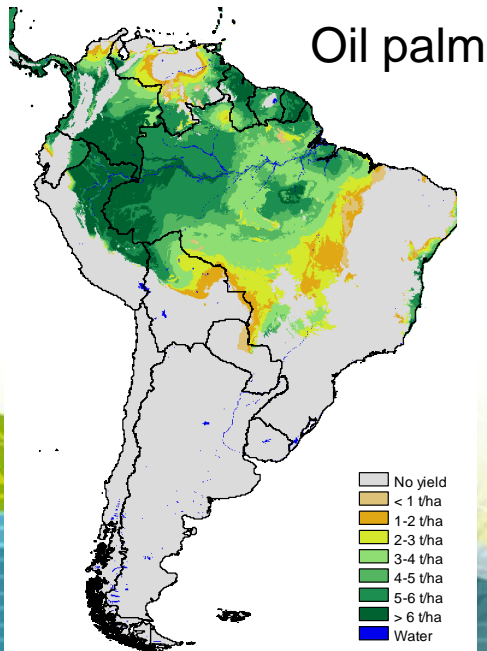 Oil palm
No yield
< 1 t/ha
1-2 t/ha
2-3 t/ha
3-4 t/ha
4-5 t/ha
5-6 t/ha
> 6 t/ha
Water